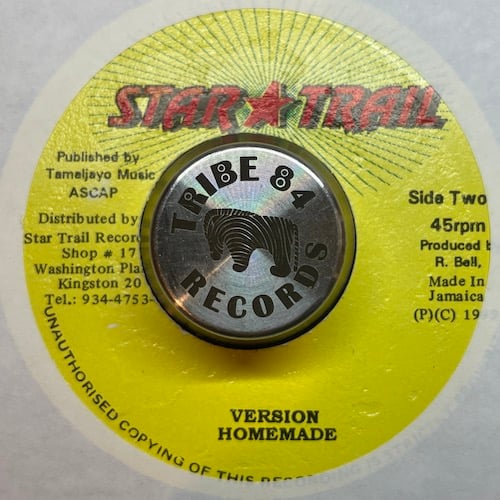 STAR TRAIL
Published by
Tameljayo Music
ASCAP
Distributed by
Star Trail Recor
Shop # 17
Washington Pla
Kingston 20
Tel.: 934-4753-
Side Two
45rpm
Produced
R. Bell,
Made In
Jamaica
(P)(C) 19
TRIBE 84
RECORDS
VERSION
HOMEMADE
UNAUTHORISED COPYING OF THIS